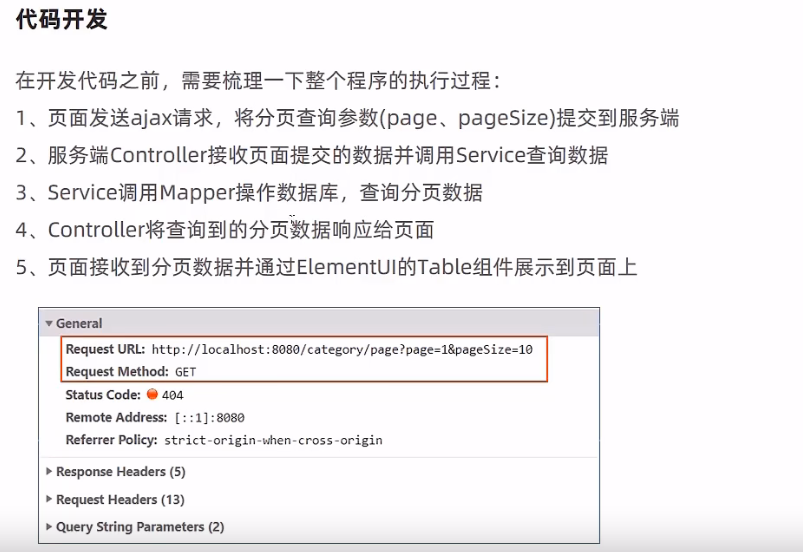 代码开发
在开发代码之前，需要梳理一下整个程序的执行过程：
1、页面发送ajax请求，将分页查询参数(page、pageSize)提交到服务端
2、服务端Controller接收页面提交的数据并调用Service查询数据
3、Service调用Mapper操作数据库，查询分页数据
4、Controller将查询到的分页数据响应给页面
5、页面接收到分页数据并通过ElementUI的Table组件展示到页面上
General
Request URL: http://localhost:8080/category/page?page=1&pageSize=10
Request Method: GET
Status Code: 404
Remote Address: [::1]:8080
Referrer Policy: strict-origin-when-cross-origin
Response Headers (5)
Request Headers (13)
Query String Parameters (2)